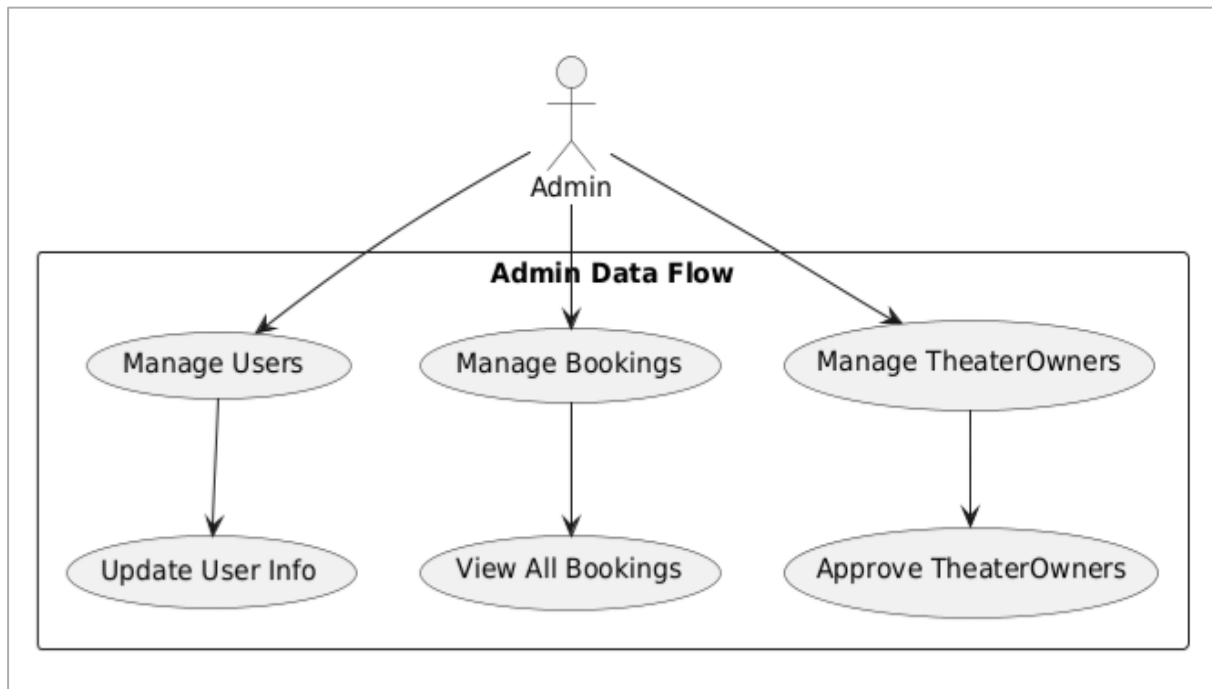 Admin
Admin Data Flow
Manage Users
Manage Bookings
Manage TheaterOwners
Update User Info
View All Bookings
Approve TheaterOwners